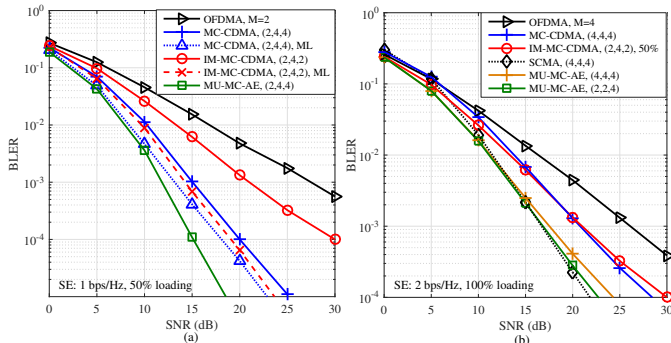 OFDMA, M=2
MC-CDMA, (2,4,4)
MC-CDMA, (2,4,4), ML
IM-MC-CDMA, (2,4,2)
IM-MC-CDMA, (2,2,2), ML
MU-MC-AE, (2,4,4)
BLER
10^0
10^-1
10^-2
10^-3
10^-4
SE: 1 bps/Hz, 50% loading
0 5 10 15 20 25 30
SNR (dB)
(a)
OFDMA, M=4
MC-CDMA, (4,4,4)
IM-MC-CDMA, (2,4,2), 50%
SCMA, (4,4,4)
MU-MC-AE, (4,4,4)
MU-MC-AE, (2,2,4)
BLER
10^0
10^-1
10^-2
10^-3
10^-4
SE: 2 bps/Hz, 100% loading
0 5 10 15 20 25 30
SNR (dB)
(b)